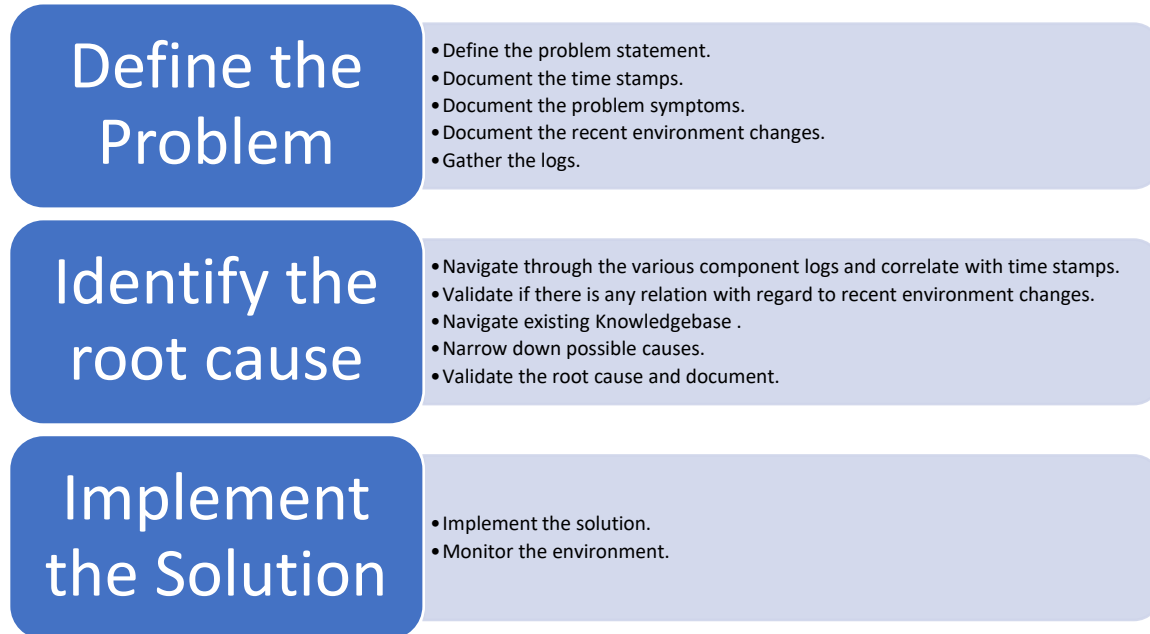 Define the
Problem
•Define the problem statement.
•Document the time stamps.
•Document the problem symptoms.
•Document the recent environment changes.
•Gather the logs.
Identify the
root cause
•Navigate through the various component logs and correlate with time stamps.
•Validate if there is any relation with regard to recent environment changes.
•Navigate existing Knowledgebase .
•Narrow down possible causes.
•Validate the root cause and document.
Implement
the Solution
•Implement the solution.
•Monitor the environment.